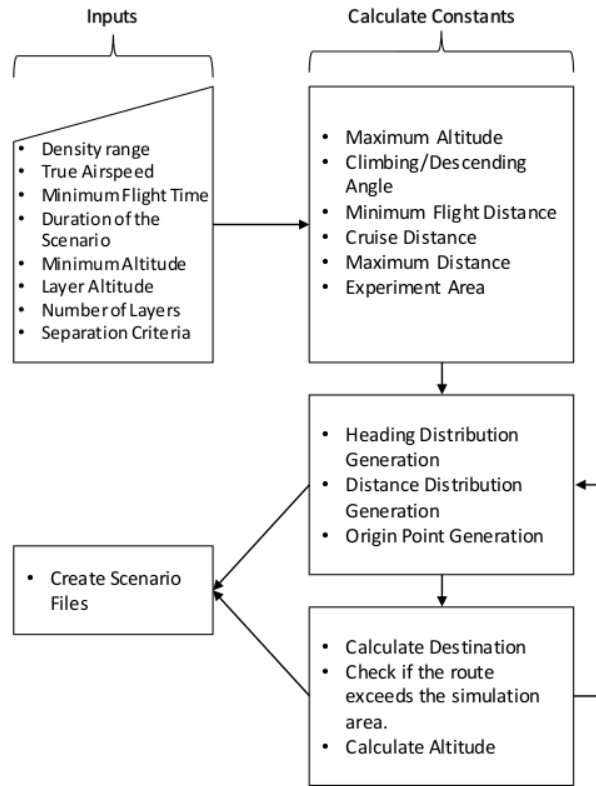 Inputs
Calculate Constants
• Density range
• True Airspeed
• Minimum Flight Time
• Duration of the
Scenario
• Minimum Altitude
• Layer Altitude
• Number of Layers
• Separation Criteria
• Maximum Altitude
• Climbing/Descending
Angle
• Minimum Flight Distance
• Cruise Distance
• Maximum Distance
• Experiment Area
• Heading Distribution
Generation
• Distance Distribution
Generation
• Origin Point Generation
• Create Scenario
Files
• Calculate Destination
• Check if the route
exceeds the simulation
area.
• Calculate Altitude